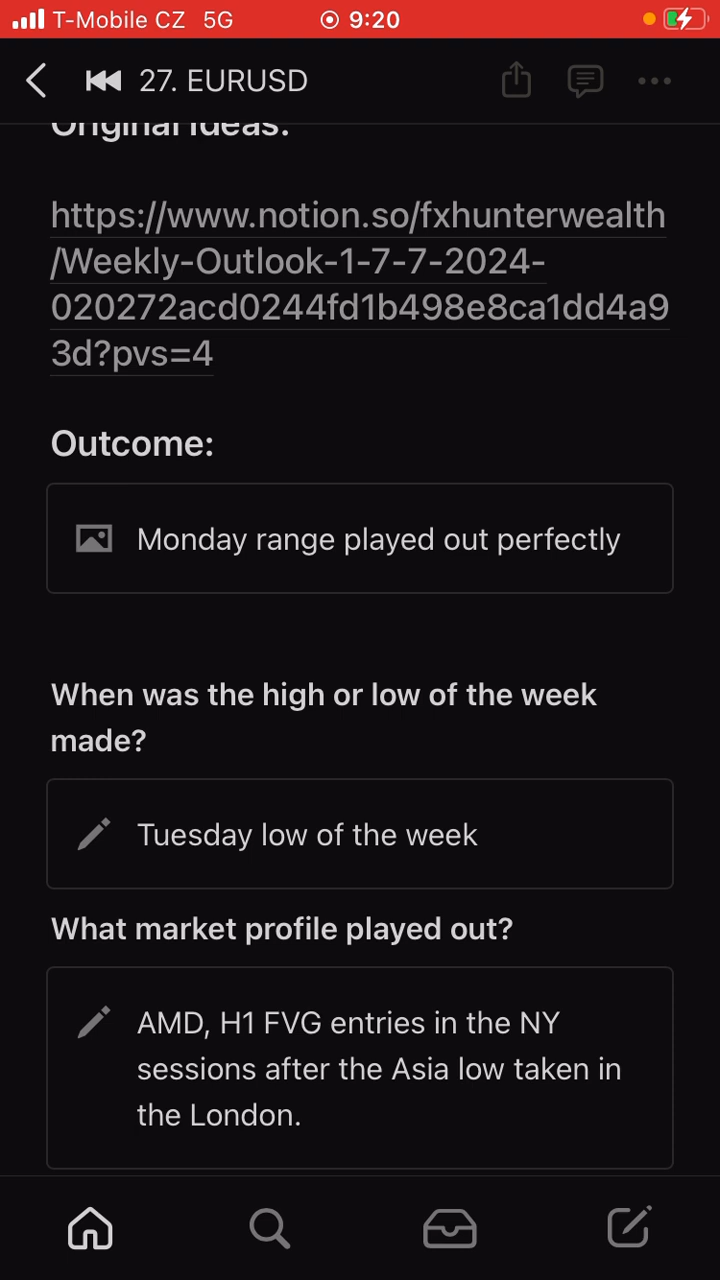 T-Mobile CZ 5G 9:20
27. EURUSD
Original Ideas:
https://www.notion.so/fxhunterwealth
/Weekly-Outlook-1-7-7-2024-
020272acd0244fd1b498e8ca1dd4a9
3d?pvs=4
Outcome:
Monday range played out perfectly
When was the high or low of the week
made?
Tuesday low of the week
What market profile played out?
AMD, H1 FVG entries in the NY
sessions after the Asia low taken in
the London.